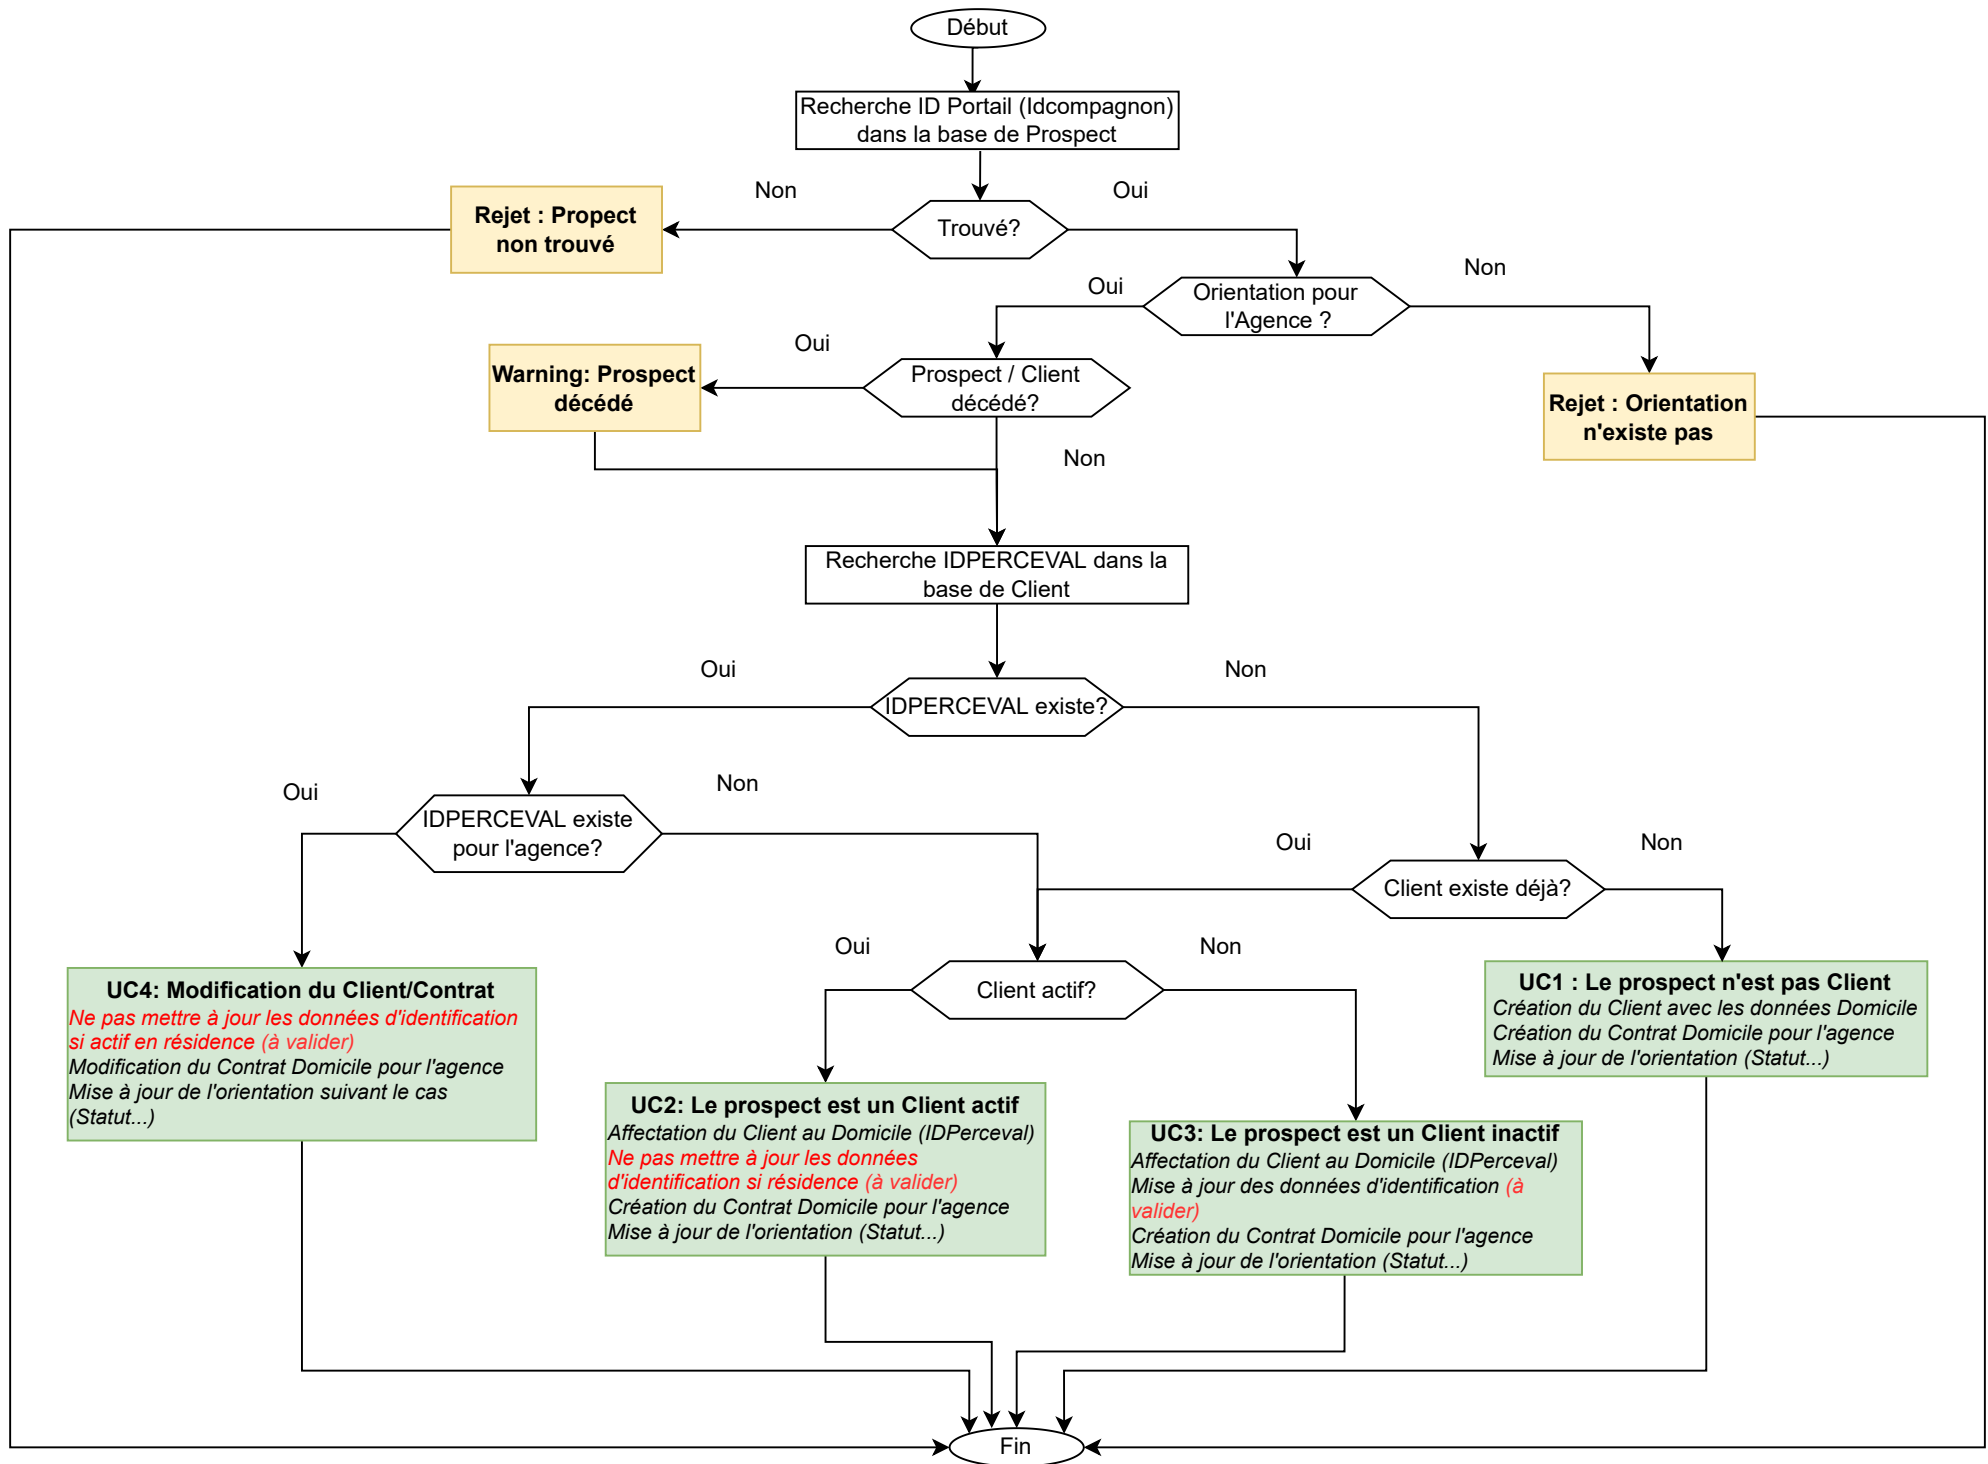 Début
Recherche ID Portail (Idcompagnon)
dans la base de Prospect
Non
Oui
Rejet : Propect
non trouvé
Trouvé?
Oui
Non
Orientation pour
l'Agence ?
Oui
Warning: Prospect
décédé
Prospect / Client
décédé?
Rejet : Orientation
n'existe pas
Non
Recherche IDPERCEVAL dans la
base de Client
Oui
Non
IDPERCEVAL existe?
Oui
Non
IDPERCEVAL existe
pour l'agence?
Oui
Non
Client existe déjà?
Oui
Non
Client actif?
UC4: Modification du Client/Contrat
Ne pas mettre à jour les données d'identification
si actif en résidence (à valider)
Modification du Contrat Domicile pour l'agence
Mise à jour de l'orientation suivant le cas
(Statut...)
UC1 : Le prospect n'est pas Client
Création du Client avec les données Domicile
Création du Contrat Domicile pour l'agence
Mise à jour de l'orientation (Statut...)
UC2: Le prospect est un Client actif
Affectation du Client au Domicile (IDPerceval)
Ne pas mettre à jour les données
d'identification si résidence (à valider)
Création du Contrat Domicile pour l'agence
Mise à jour de l'orientation (Statut...)
UC3: Le prospect est un Client inactif
Affectation du Client au Domicile (IDPerceval)
Mise à jour des données d'identification (à
valider)
Création du Contrat Domicile pour l'agence
Mise à jour de l'orientation (Statut...)
Fin